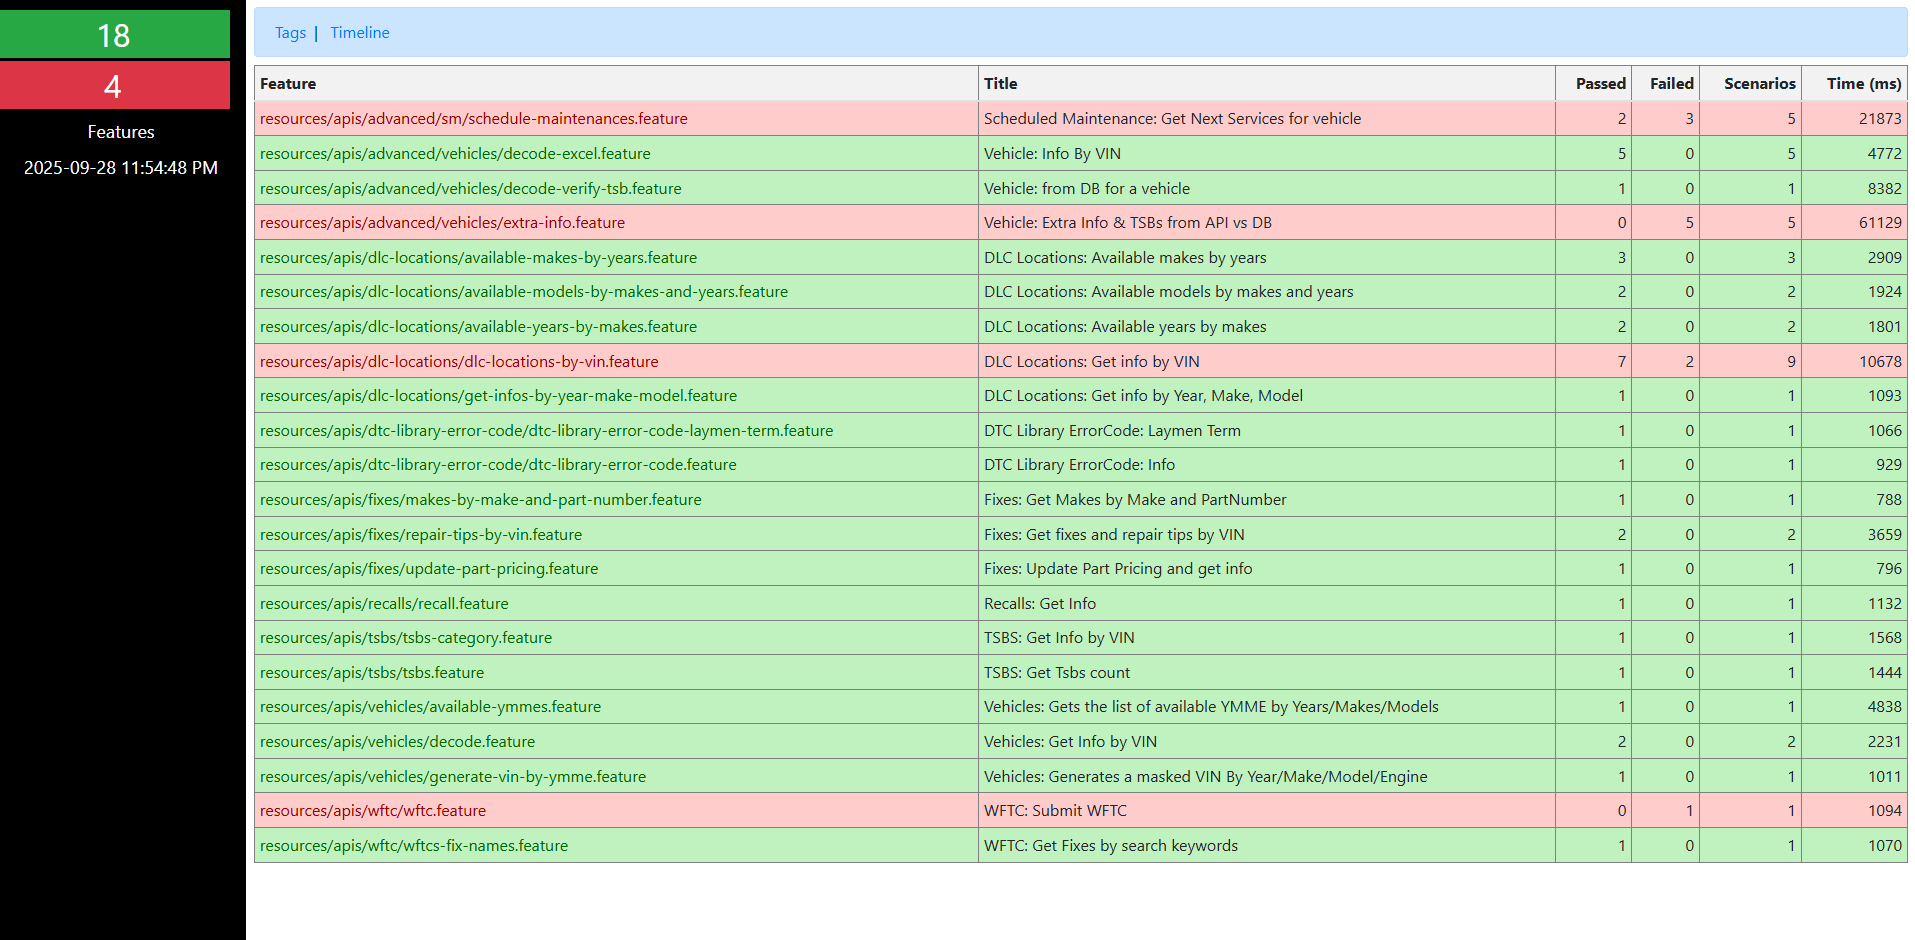 18
4
Features
2025-09-28 11:54:48 PM
Tags | Timeline
Feature Title Passed Failed Scenarios Time (ms)
resources/apis/advanced/sm/schedule-maintenances.feature Scheduled Maintenance: Get Next Services for vehicle 2 3 5 21873
resources/apis/advanced/vehicles/decode-excel.feature Vehicle: Info By VIN 5 0 5 4772
resources/apis/advanced/vehicles/decode-verify-tsb.feature Vehicle: from DB for a vehicle 1 0 1 8382
resources/apis/advanced/vehicles/extra-info.feature Vehicle: Extra Info & TSBs from API vs DB 0 5 5 61129
resources/apis/dlc-locations/available-makes-by-years.feature DLC Locations: Available makes by years 3 0 3 2909
resources/apis/dlc-locations/available-models-by-makes-and-years.feature DLC Locations: Available models by makes and years 2 0 2 1924
resources/apis/dlc-locations/available-years-by-makes.feature DLC Locations: Available years by makes 2 0 2 1801
resources/apis/dlc-locations/dlc-locations-by-vin.feature DLC Locations: Get info by VIN 7 2 9 10678
resources/apis/dlc-locations/get-infos-by-year-make-model.feature DLC Locations: Get info by Year, Make, Model 1 0 1 1093
resources/apis/dtc-library-error-code/dtc-library-error-code-laymen-term.feature DTC Library ErrorCode: Laymen Term 1 0 1 1066
resources/apis/dtc-library-error-code/dtc-library-error-code.feature DTC Library ErrorCode: Info 1 0 1 929
resources/apis/fixes/makes-by-make-and-part-number.feature Fixes: Get Makes by Make and PartNumber 1 0 1 788
resources/apis/fixes/repair-tips-by-vin.feature Fixes: Get fixes and repair tips by VIN 2 0 2 3659
resources/apis/fixes/update-part-pricing.feature Fixes: Update Part Pricing and get info 1 0 1 796
resources/apis/recalls/recall.feature Recalls: Get Info 1 0 1 1132
resources/apis/tsbs/tsbs-category.feature TSBS: Get Info by VIN 1 0 1 1568
resources/apis/tsbs/tsbs.feature TSBS: Get Tsbs count 1 0 1 1444
resources/apis/vehicles/available-ymmes.feature Vehicles: Gets the list of available YMME by Years/Makes/Models 1 0 1 4838
resources/apis/vehicles/decode.feature Vehicles: Get Info by VIN 2 0 2 2231
resources/apis/vehicles/generate-vin-by-ymme.feature Vehicles: Generates a masked VIN By Year/Make/Model/Engine 1 0 1 1011
resources/apis/wftc/wftc.feature WFTC: Submit WFTC 0 1 1 1094
resources/apis/wftc/wftcs-fix-names.feature WFTC: Get Fixes by search keywords 1 0 1 1070